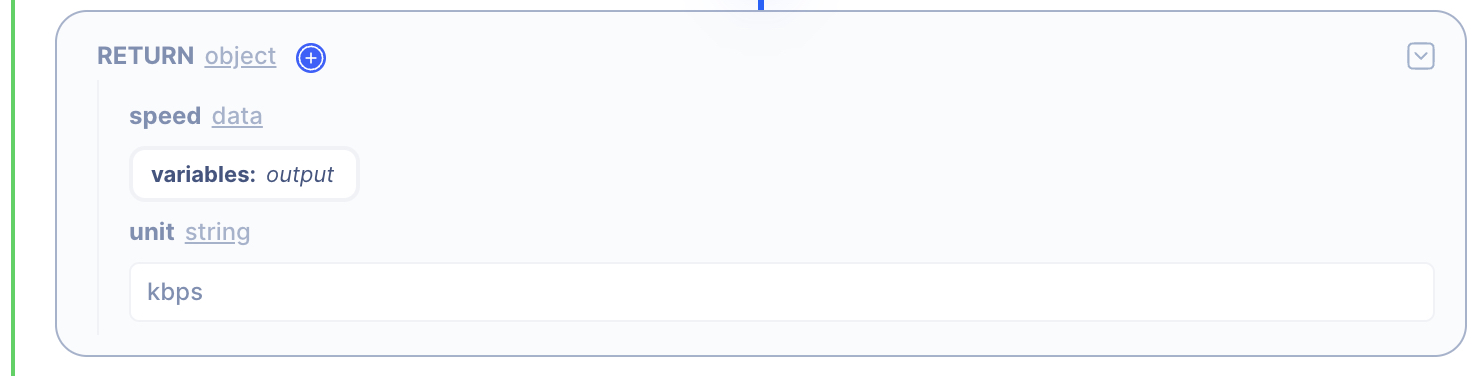 RETURN object
speed data
variables: output
unit string
kbps